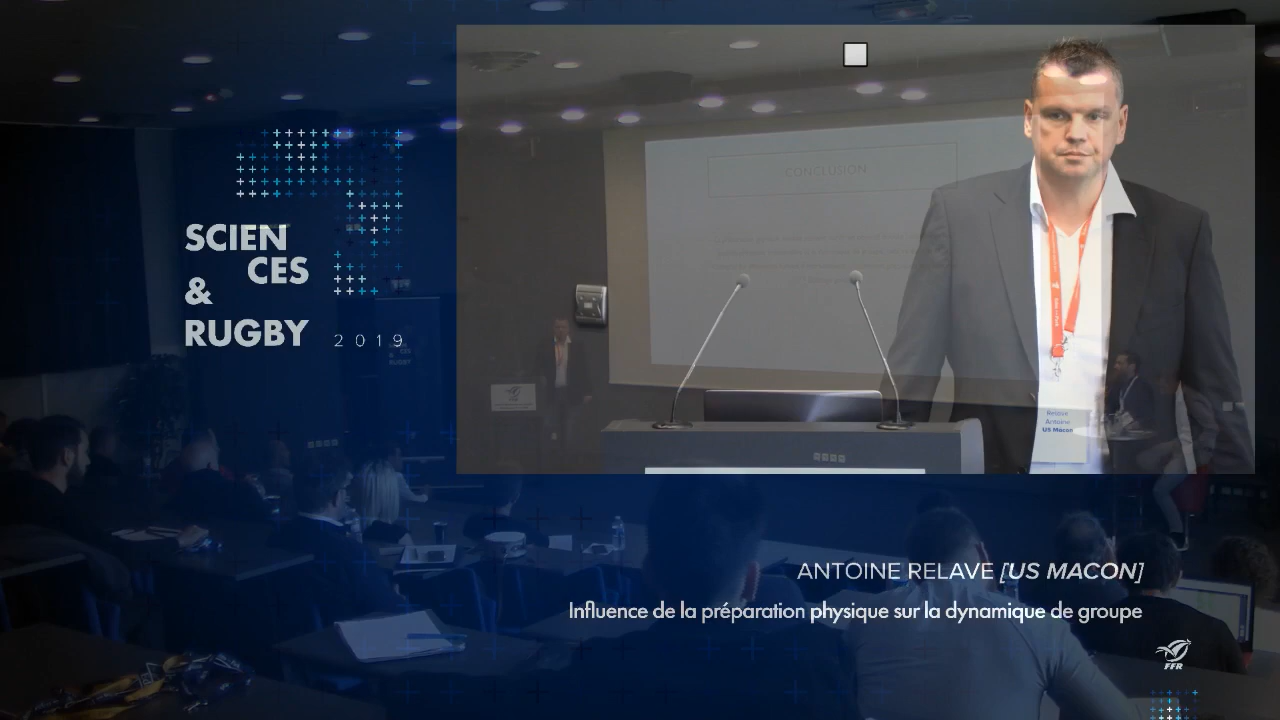 SCIEN
CES
&
RUGBY 2019
CONCLUSION
Relave
Antoine
US Macon
ANTOINE RELAVE [US MACON]
Influence de la préparation physique sur la dynamique de groupe
FFR